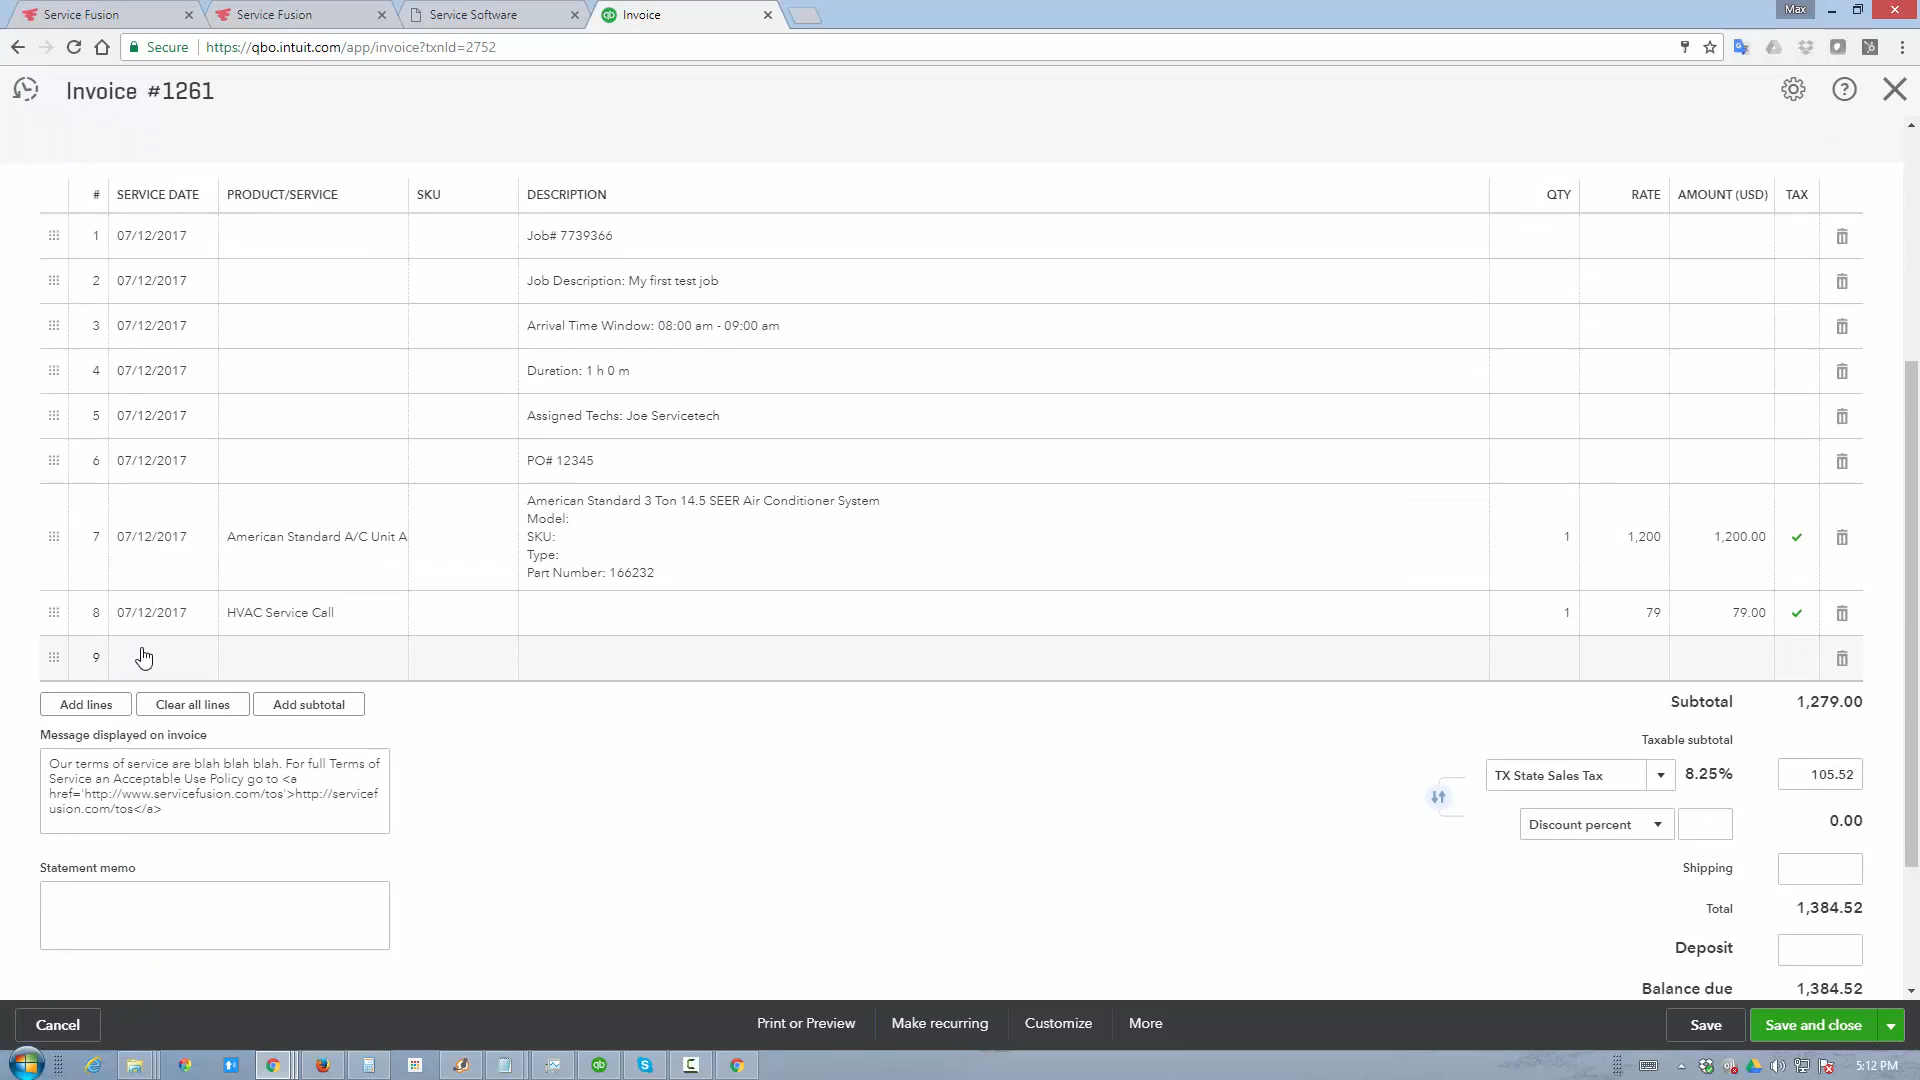 Service Fusion
Service Fusion
Service Software
Invoice
Max
Secure
https://qbo.intuit.com/app/invoice?txnId=2752
Invoice #1261
# SERVICE DATE PRODUCT/SERVICE SKU DESCRIPTION QTY RATE AMOUNT (USD) TAX
1 07/12/2017 Job# 7739366
2 07/12/2017 Job Description: My first test job
3 07/12/2017 Arrival Time Window: 08:00 am - 09:00 am
4 07/12/2017 Duration: 1 h 0 m
5 07/12/2017 Assigned Techs: Joe Servicetech
6 07/12/2017 PO# 12345
American Standard 3 Ton 14.5 SEER Air Conditioner System
Model:
7 07/12/2017 American Standard A/C Unit A SKU: 1 1,200 1,200.00
Type:
Part Number: 166232
8 07/12/2017 HVAC Service Call 1 79 79.00
9
Add lines Clear all lines Add subtotal
Subtotal 1,279.00
Message displayed on invoice
Our terms of service are blah blah blah. For full Terms of
Service an Acceptable Use Policy go to <a
href='http://www.servicefusion.com/tos'>http://servicef
usion.com/tos</a>
Taxable subtotal
TX State Sales Tax 8.25% 105.52
Discount percent 0.00
Statement memo
Shipping
Total 1,384.52
Deposit
Balance due 1,384.52
Cancel
Print or Preview Make recurring Customize More
Save Save and close
5:12 PM